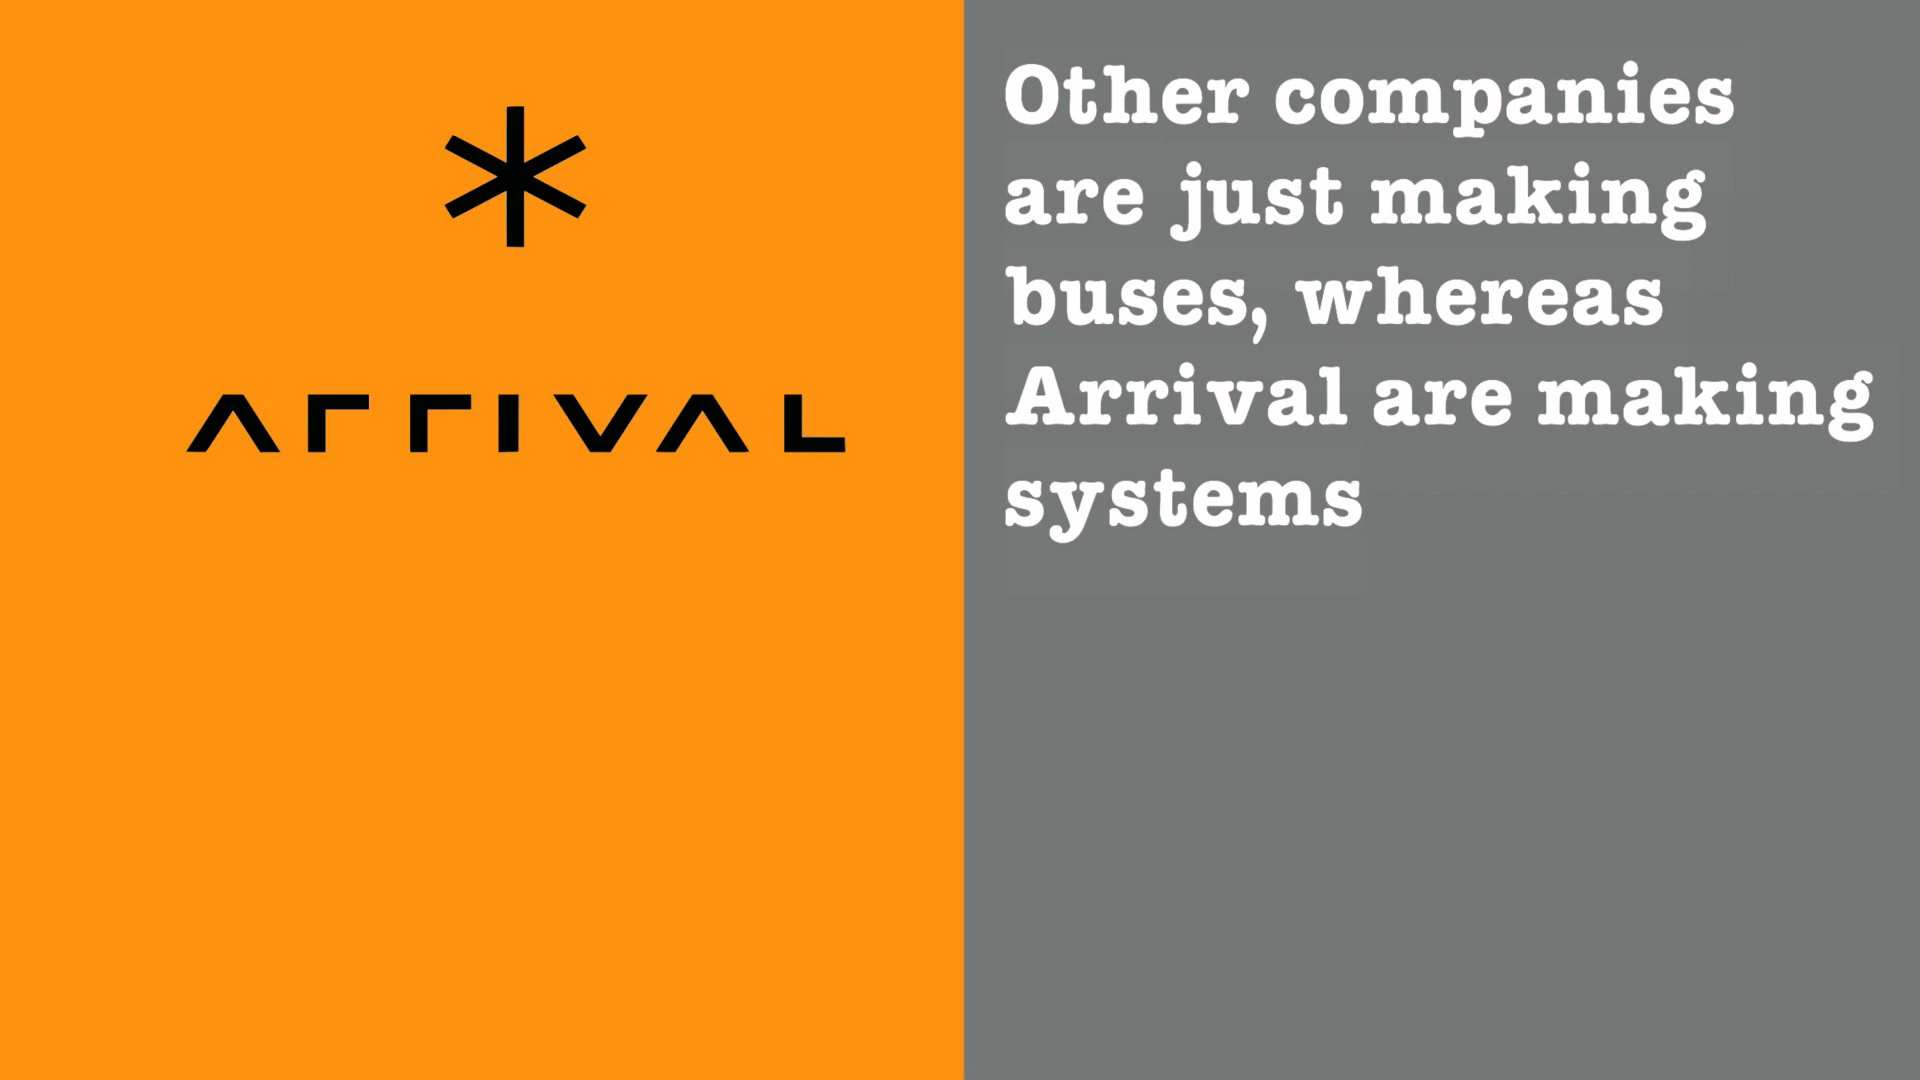 ARRIVAL
Other companies
are just making
buses, whereas
Arrival are making
systems